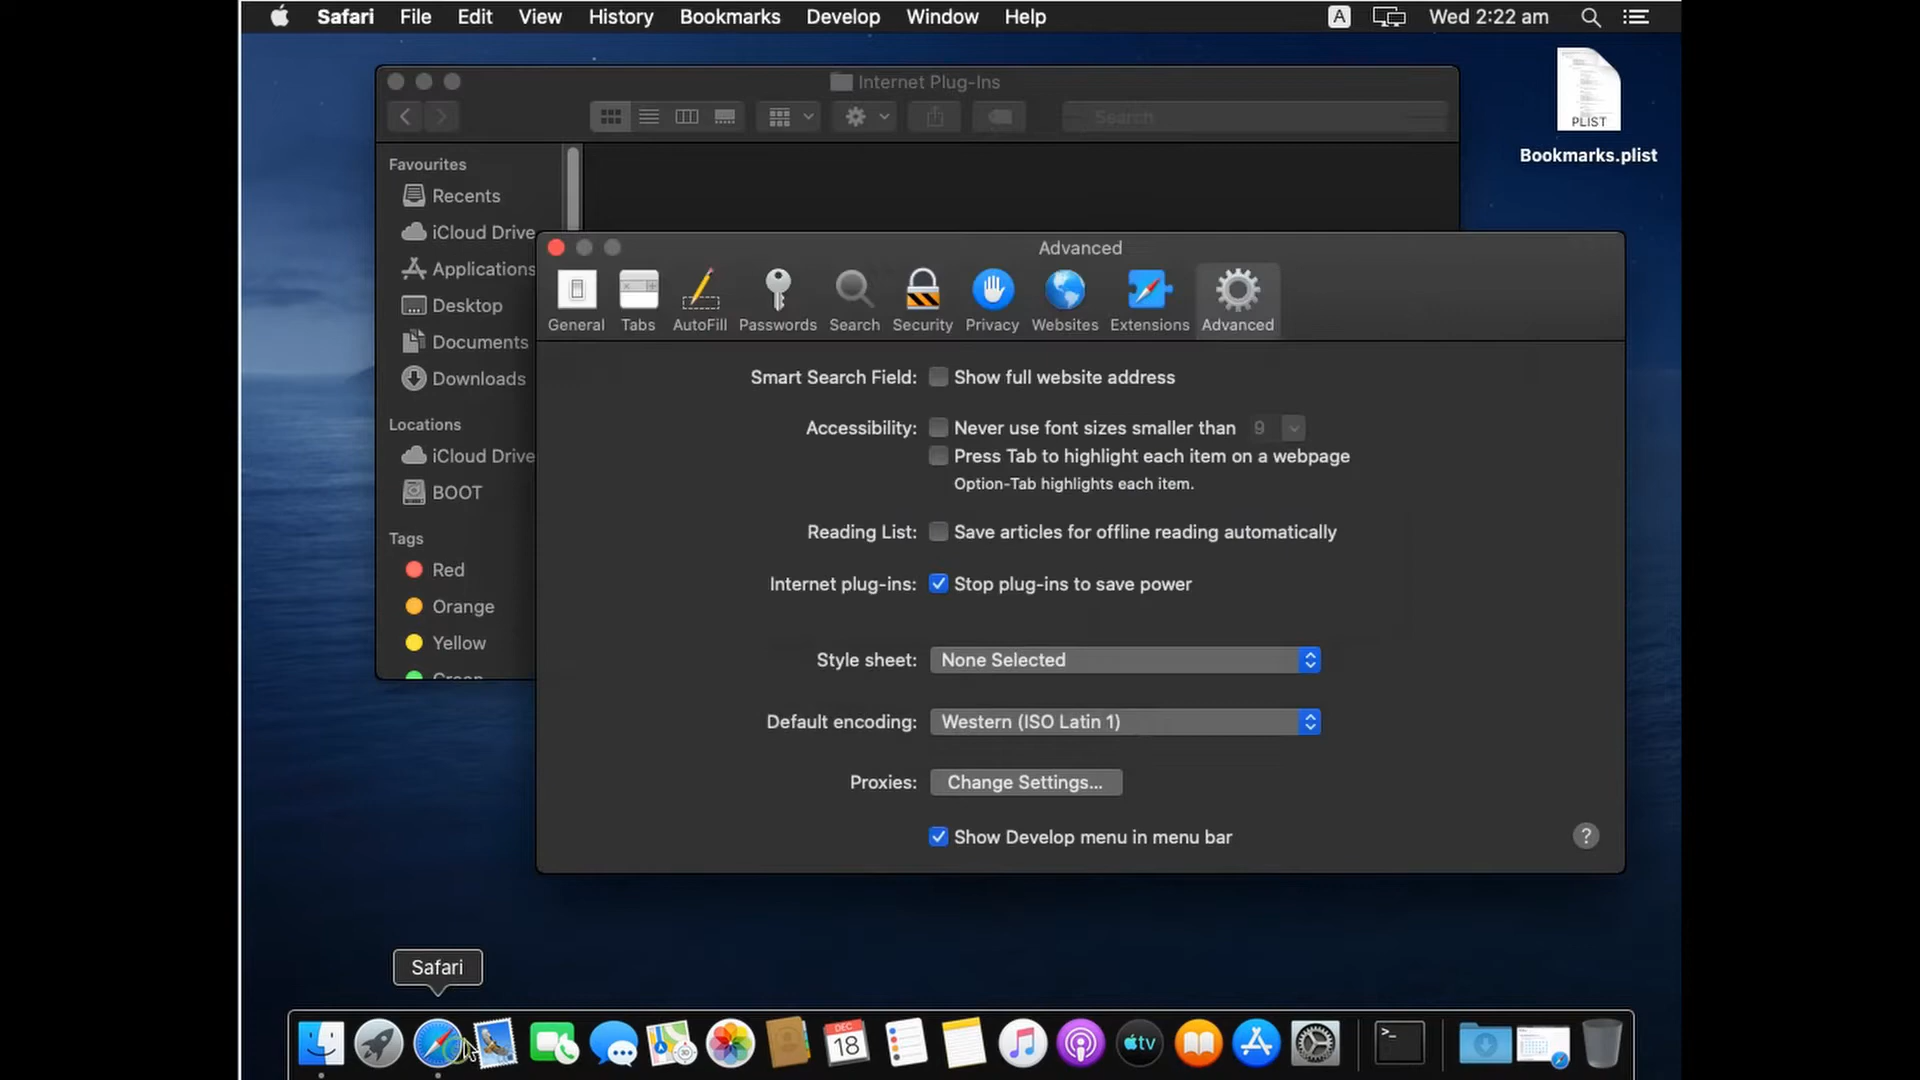 Safari File Edit View History Bookmarks Develop Window Help A Wed 2:22 am
PLIST
Bookmarks.plist
Internet Plug-Ins
Search
Favourites
Recents
iCloud Drive
Applications
Desktop
Documents
Downloads
Locations
iCloud Drive
BOOT
Tags
Red
Orange
Yellow
Green
Advanced
General Tabs AutoFill Passwords Search Security Privacy Websites Extensions Advanced
Smart Search Field: Show full website address
Accessibility: Never use font sizes smaller than 9
Press Tab to highlight each item on a webpage
Option-Tab highlights each item.
Reading List: Save articles for offline reading automatically
Internet plug-ins: Stop plug-ins to save power
Style sheet: None Selected
Default encoding: Western (ISO Latin 1)
Proxies: Change Settings...
Show Develop menu in menu bar
?
Safari
DEC
18
tv
>_